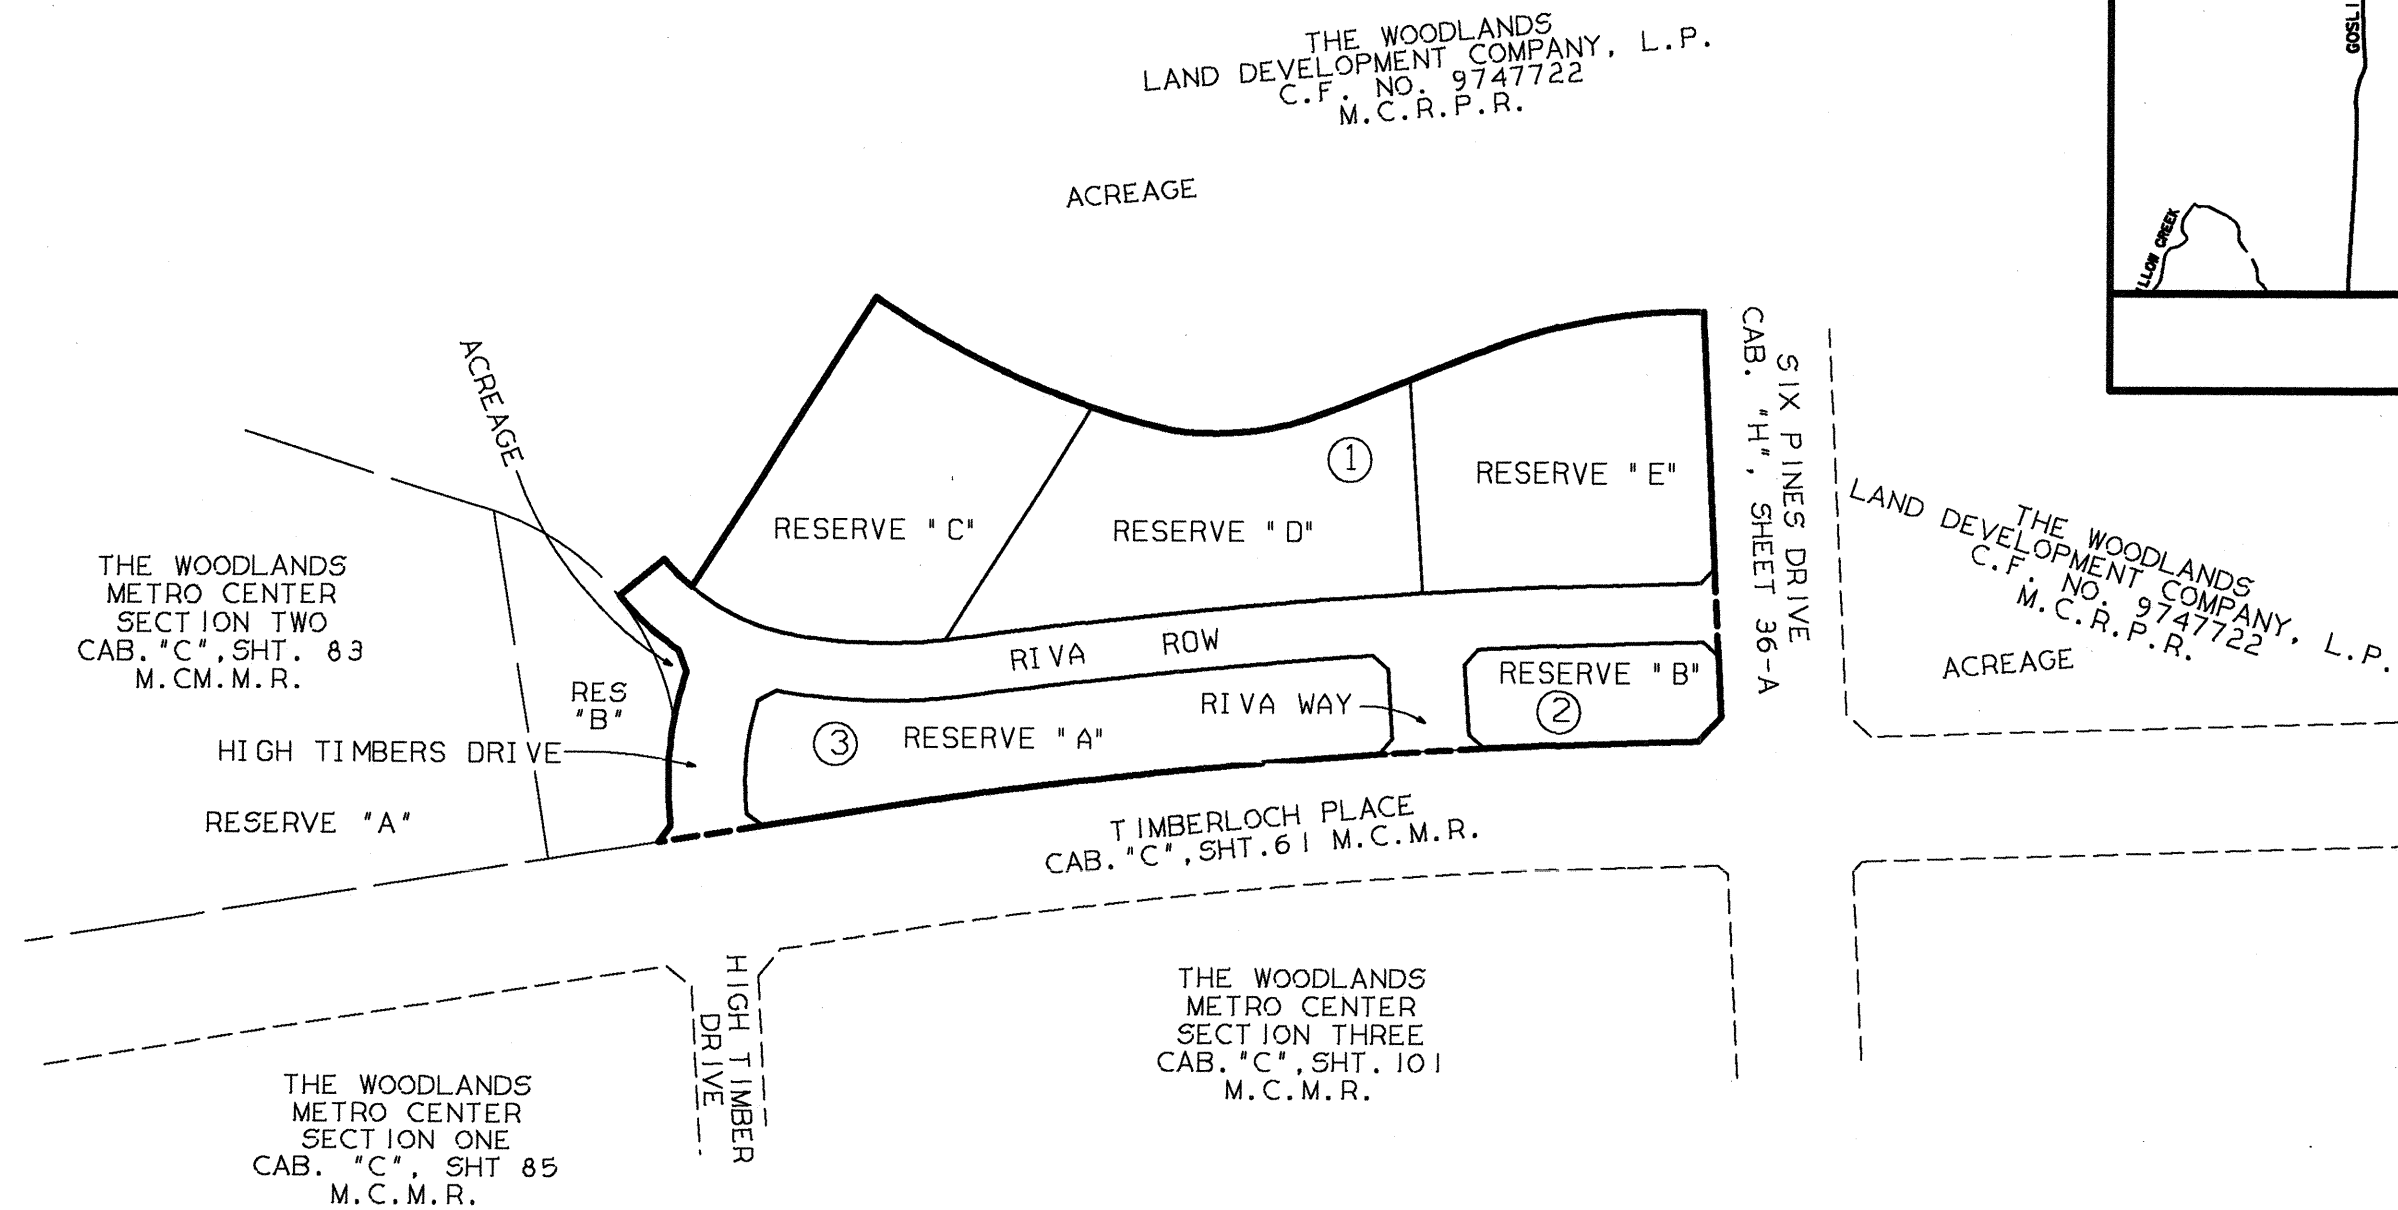 THE WOODLANDS
LAND DEVELOPMENT COMPANY, L.P.
C.F. NO. 9747722
M.C.R.P.R.
ACREAGE
GOSLI
LLOW CREEK
ACREAGE
CAB. "H", SHEET 36-A
SIX PINES DRIVE
1
RESERVE "E"
RESERVE "C"
RESERVE "D"
THE WOODLANDS
LAND DEVELOPMENT COMPANY, L.P.
C.F. NO. 9747722
M.C.R.P.R.
ACREAGE
THE WOODLANDS
METRO CENTER
SECTION TWO
CAB. "C", SHT. 83
M.CM.M.R.
RES
"B"
RIVA ROW
RESERVE "B"
2
RIVA WAY
3
RESERVE "A"
HIGH TIMBERS DRIVE
RESERVE "A"
TIMBERLOCH PLACE
CAB. "C", SHT. 61 M.C.M.R.
HIGH TIMBER
DRIVE
THE WOODLANDS
METRO CENTER
SECTION THREE
CAB. "C", SHT. 101
M.C.M.R.
THE WOODLANDS
METRO CENTER
SECTION ONE
CAB. "C", SHT 85
M.C.M.R.